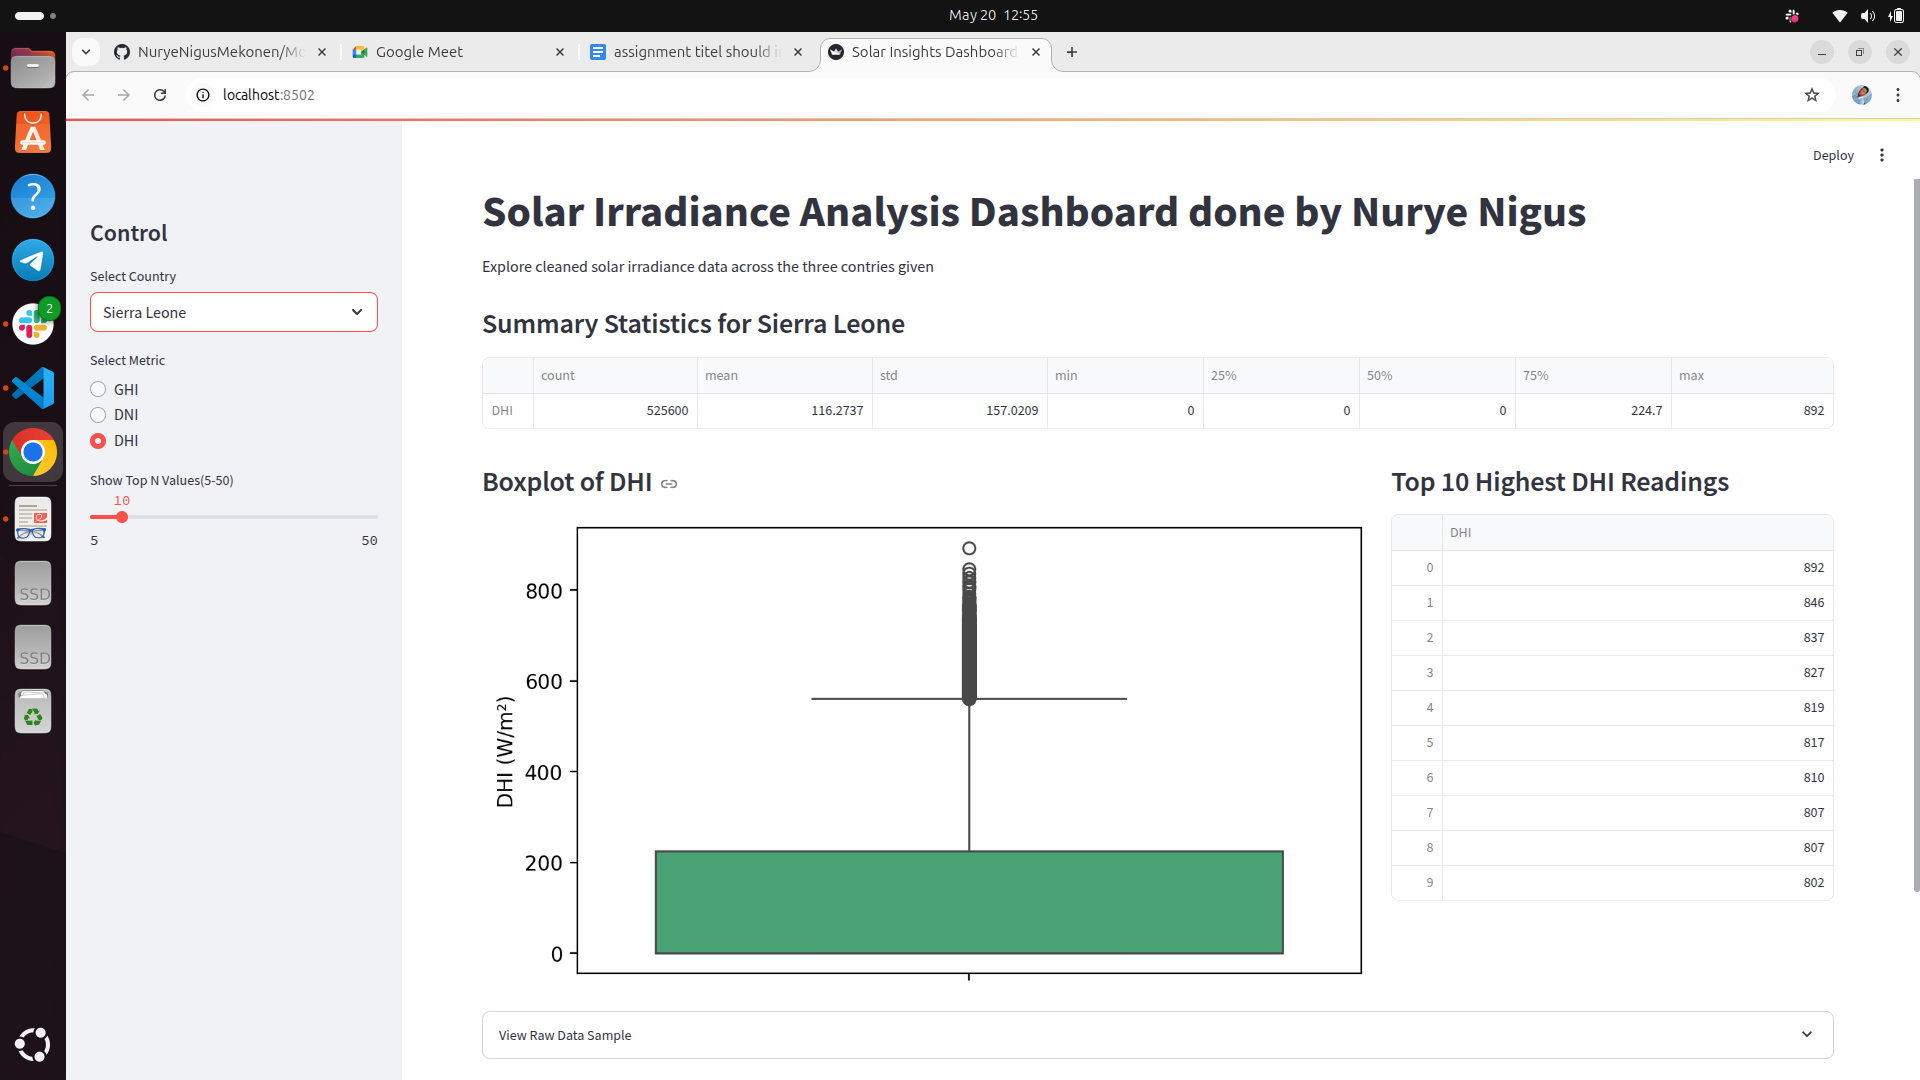 May 20 12:55
NuryeNigusMekonen/Mo
Google Meet
assignment titel should i
Solar Insights Dashboard
localhost:8502
Deploy
2
SSD
SSD
Control
Select Country
Sierra Leone
Select Metric
GHI
DNI
DHI
Show Top N Values(5-50)
10
5 50
Solar Irradiance Analysis Dashboard done by Nurye Nigus
Explore cleaned solar irradiance data across the three contries given
Summary Statistics for Sierra Leone
count mean std min 25% 50% 75% max
DHI 525600 116.2737 157.0209 0 0 0 224.7 892
Boxplot of DHI
DHI (W/m²)
800
600
400
200
0
Top 10 Highest DHI Readings
DHI
0 892
1 846
2 837
3 827
4 819
5 817
6 810
7 807
8 807
9 802
View Raw Data Sample